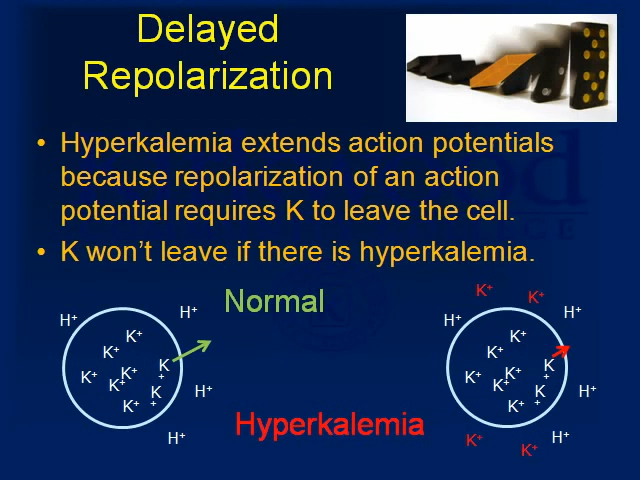 Delayed
Repolarization
• Hyperkalemia extends action potentials
because repolarization of an action
potential requires K to leave the cell.
• K won't leave if there is hyperkalemia.
Normal
H+
H+
K+
K+
K+
K+
K+
K+
K+
K+
H+
H+
Hyperkalemia
K+
K+
H+
H+
K+
K+
K+
K+
K+
K+
K+
K+
H+
H+
K+
K+